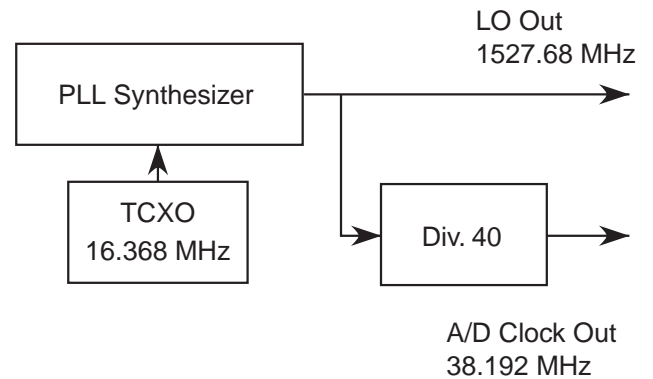 LO Out
1527.68 MHz
PLL Synthesizer
TCXO
16.368 MHz
Div. 40
A/D Clock Out
38.192 MHz